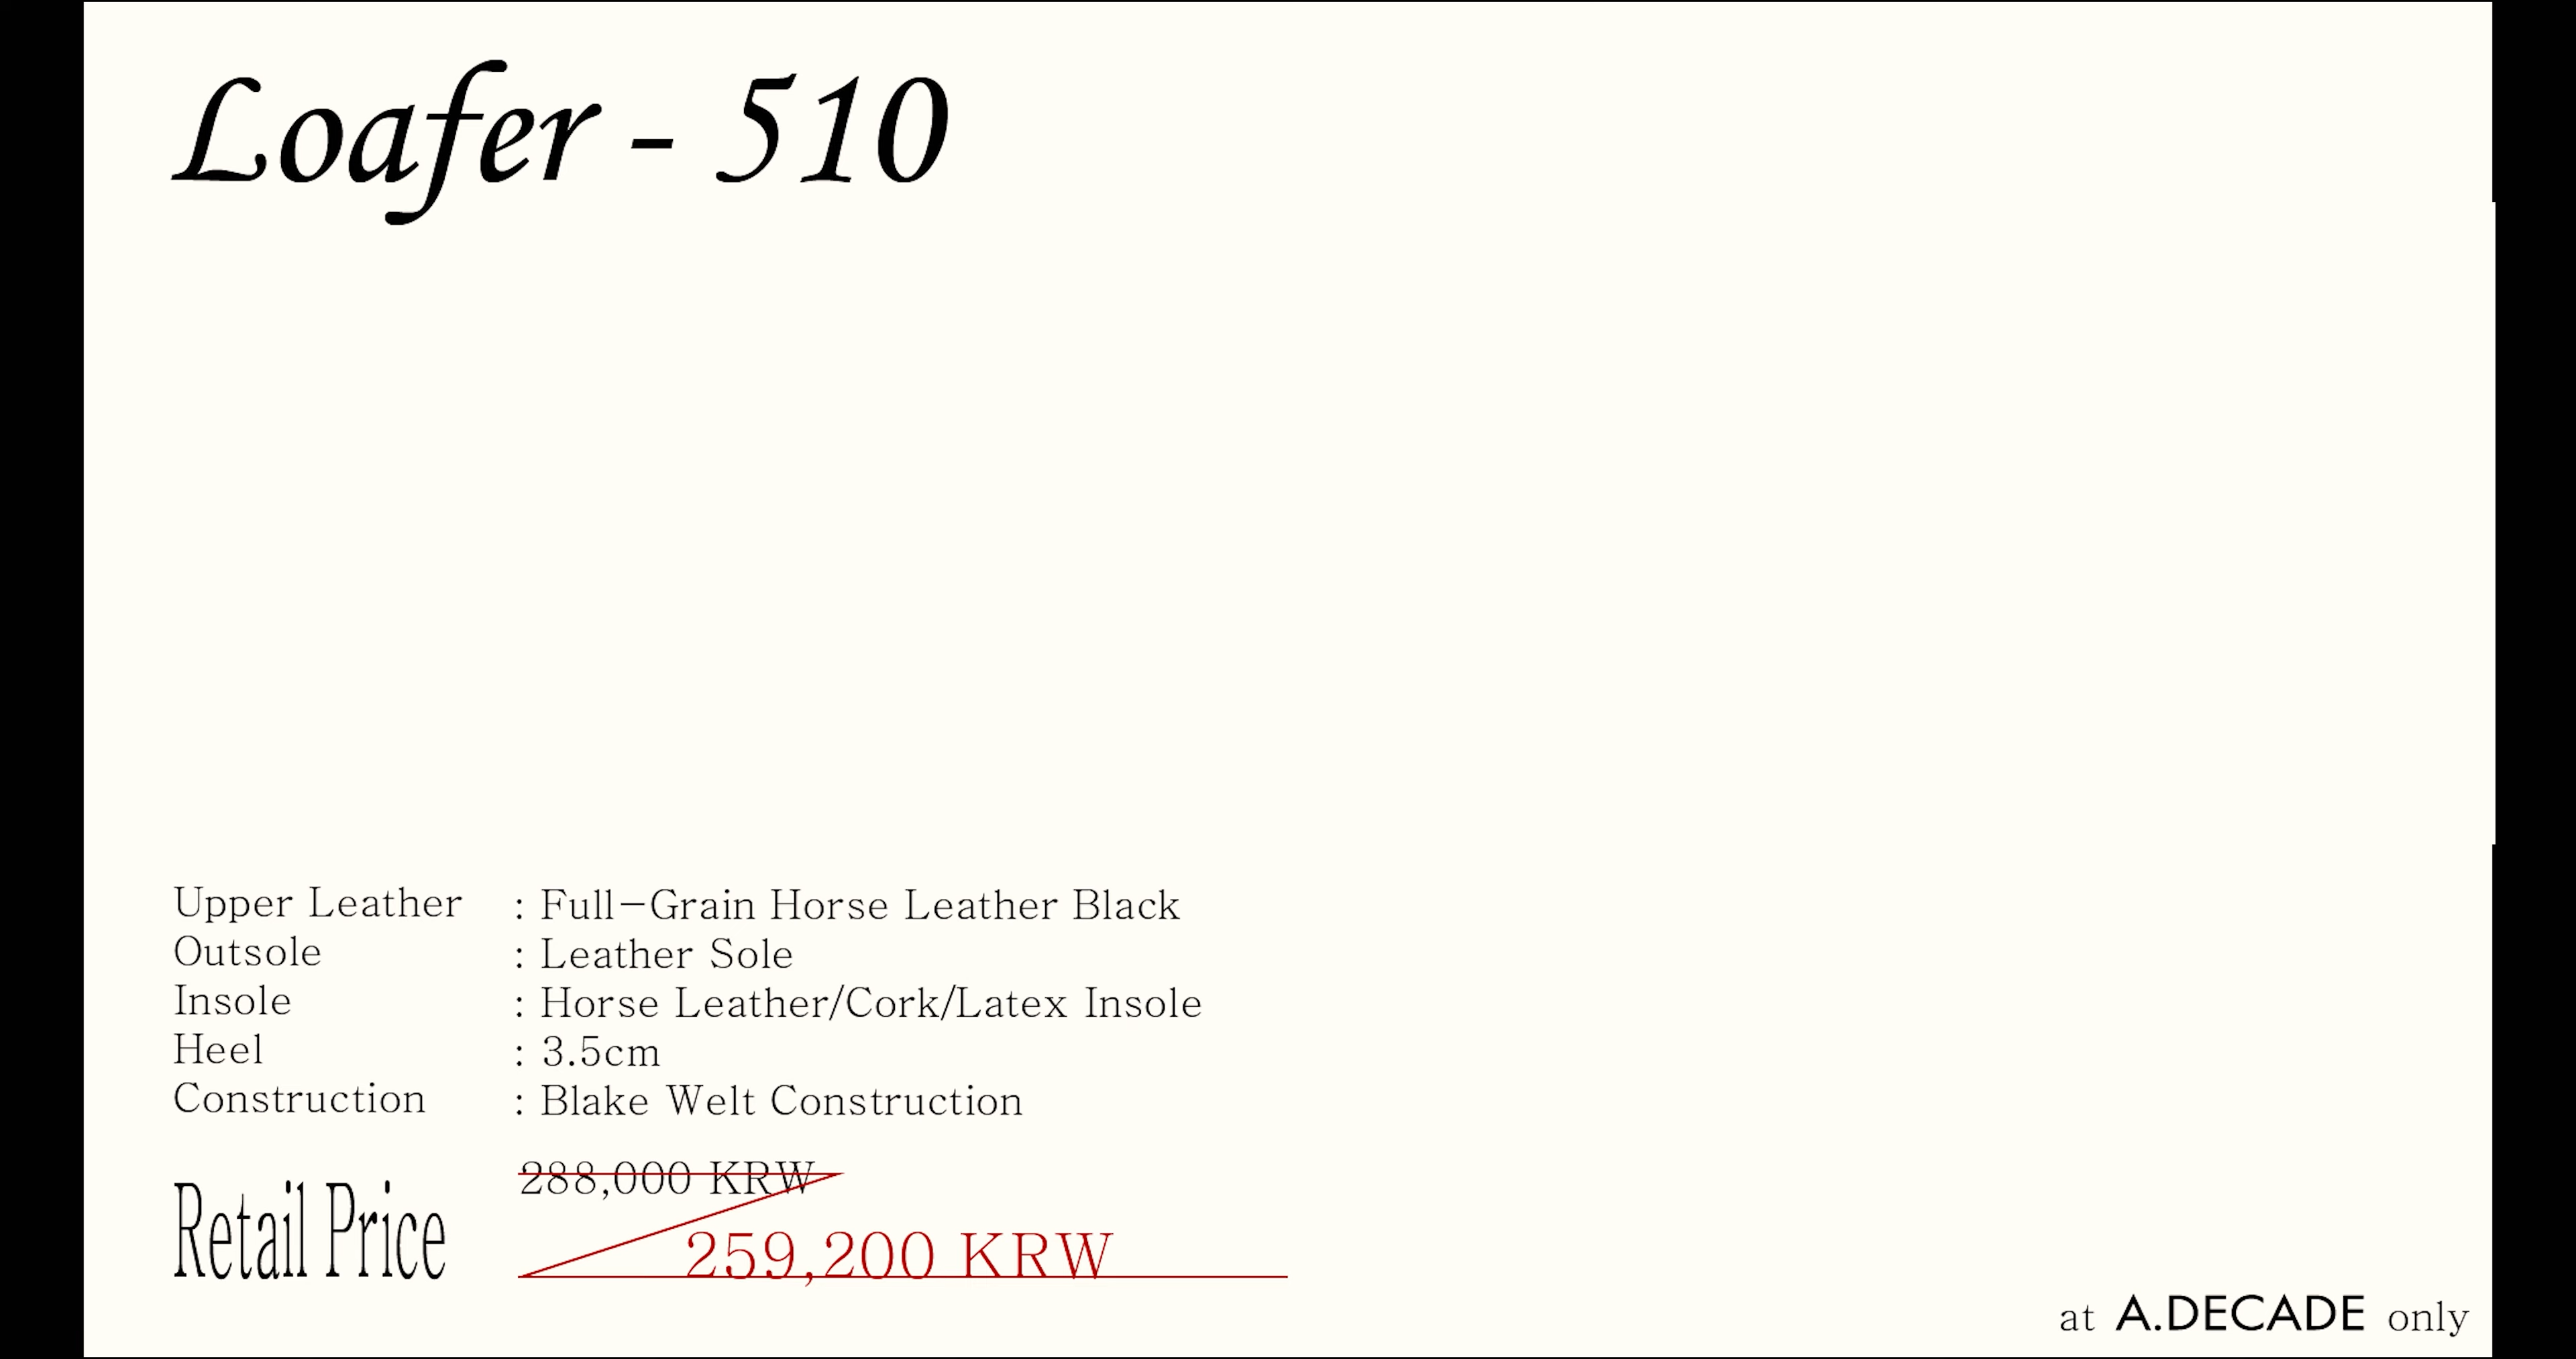 Loafer - 510
Upper Leather : Full-Grain Horse Leather Black
Outsole : Leather Sole
Insole : Horse Leather/Cork/Latex Insole
Heel : 3.5cm
Construction : Blake Welt Construction
288,000 KRW
Retail Price 259,200 KRW
at A.DECADE only